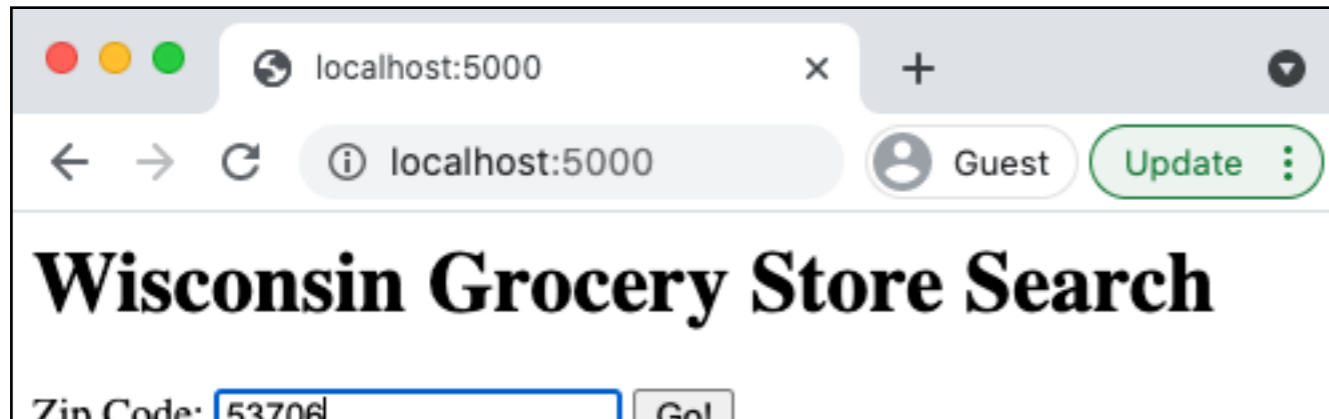 localhost:5000
localhost:5000 Guest Update
Wisconsin Grocery Store Search
Zip Code: 53706 Go!